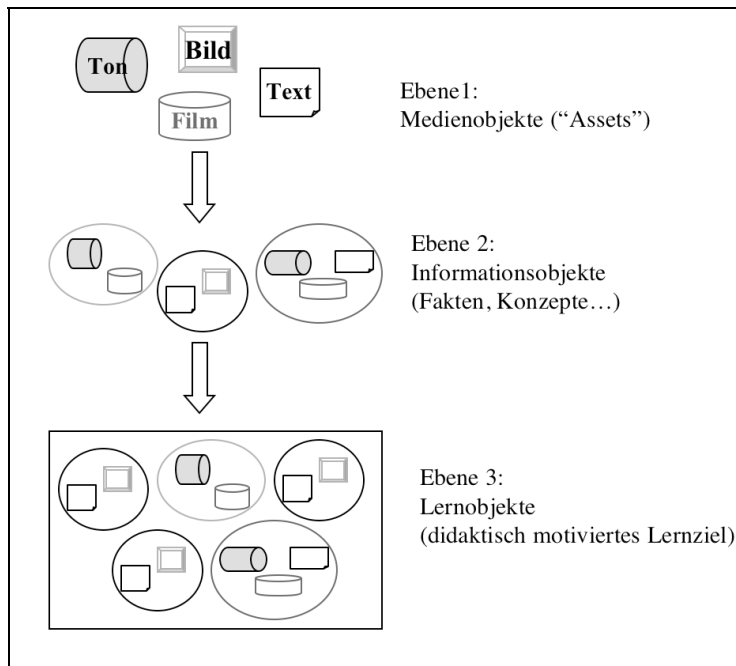 Ton
Bild
Text
Film
Ebene1:
Medienobjekte (“Assets”)
Ebene 2:
Informationsobjekte
(Fakten, Konzepte…)
Ebene 3:
Lernobjekte
(didaktisch motiviertes Lernziel)